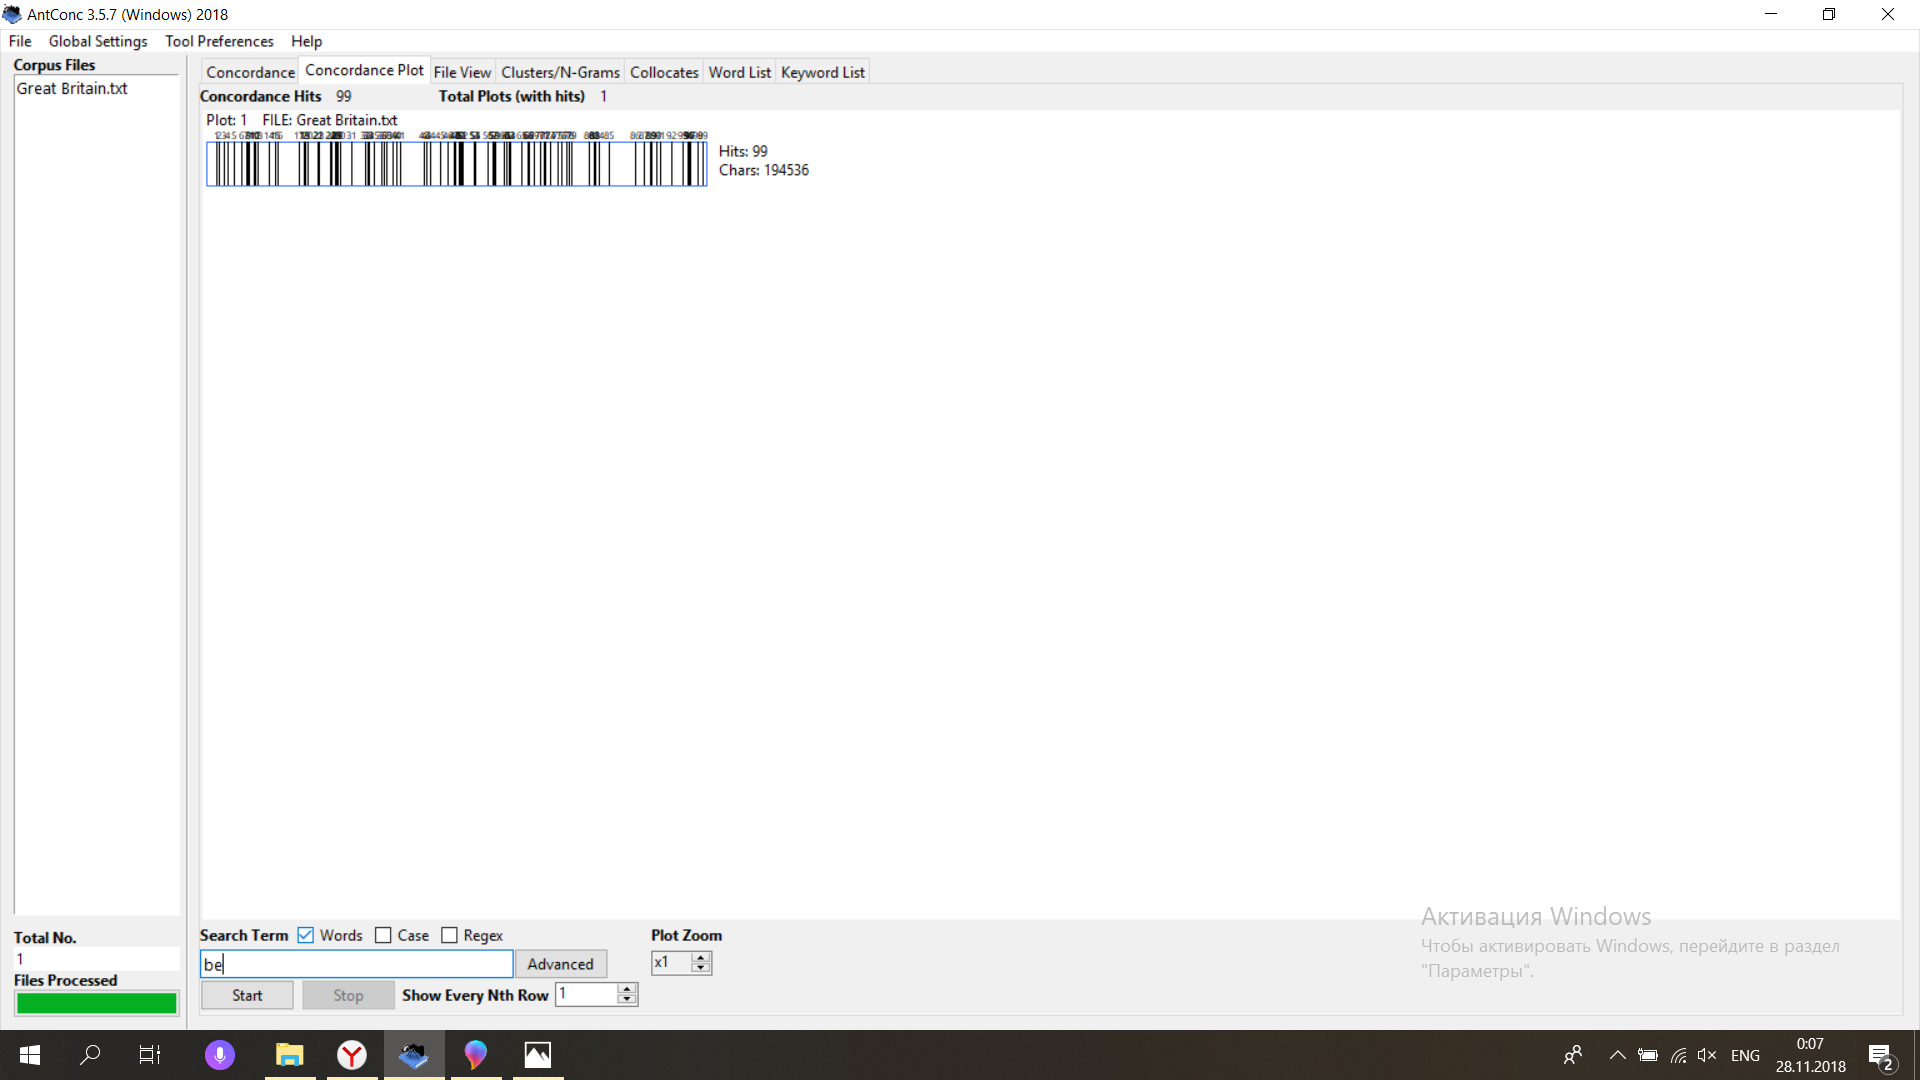 AntConc 3.5.7 (Windows) 2018
File Global Settings Tool Preferences Help
Corpus Files
Great Britain.txt
Concordance Concordance Plot File View Clusters/N-Grams Collocates Word List Keyword List
Concordance Hits 99 Total Plots (with hits) 1
Plot: 1 FILE: Great Britain.txt
Hits: 99
Chars: 194536
Total No.
1
Files Processed
Search Term Words Case Regex
be
Advanced
Start Stop Show Every Nth Row 1
Plot Zoom
x1
Активация Windows
Чтобы активировать Windows, перейдите в раздел
"Параметры".
ENG
0:07
28.11.2018
2